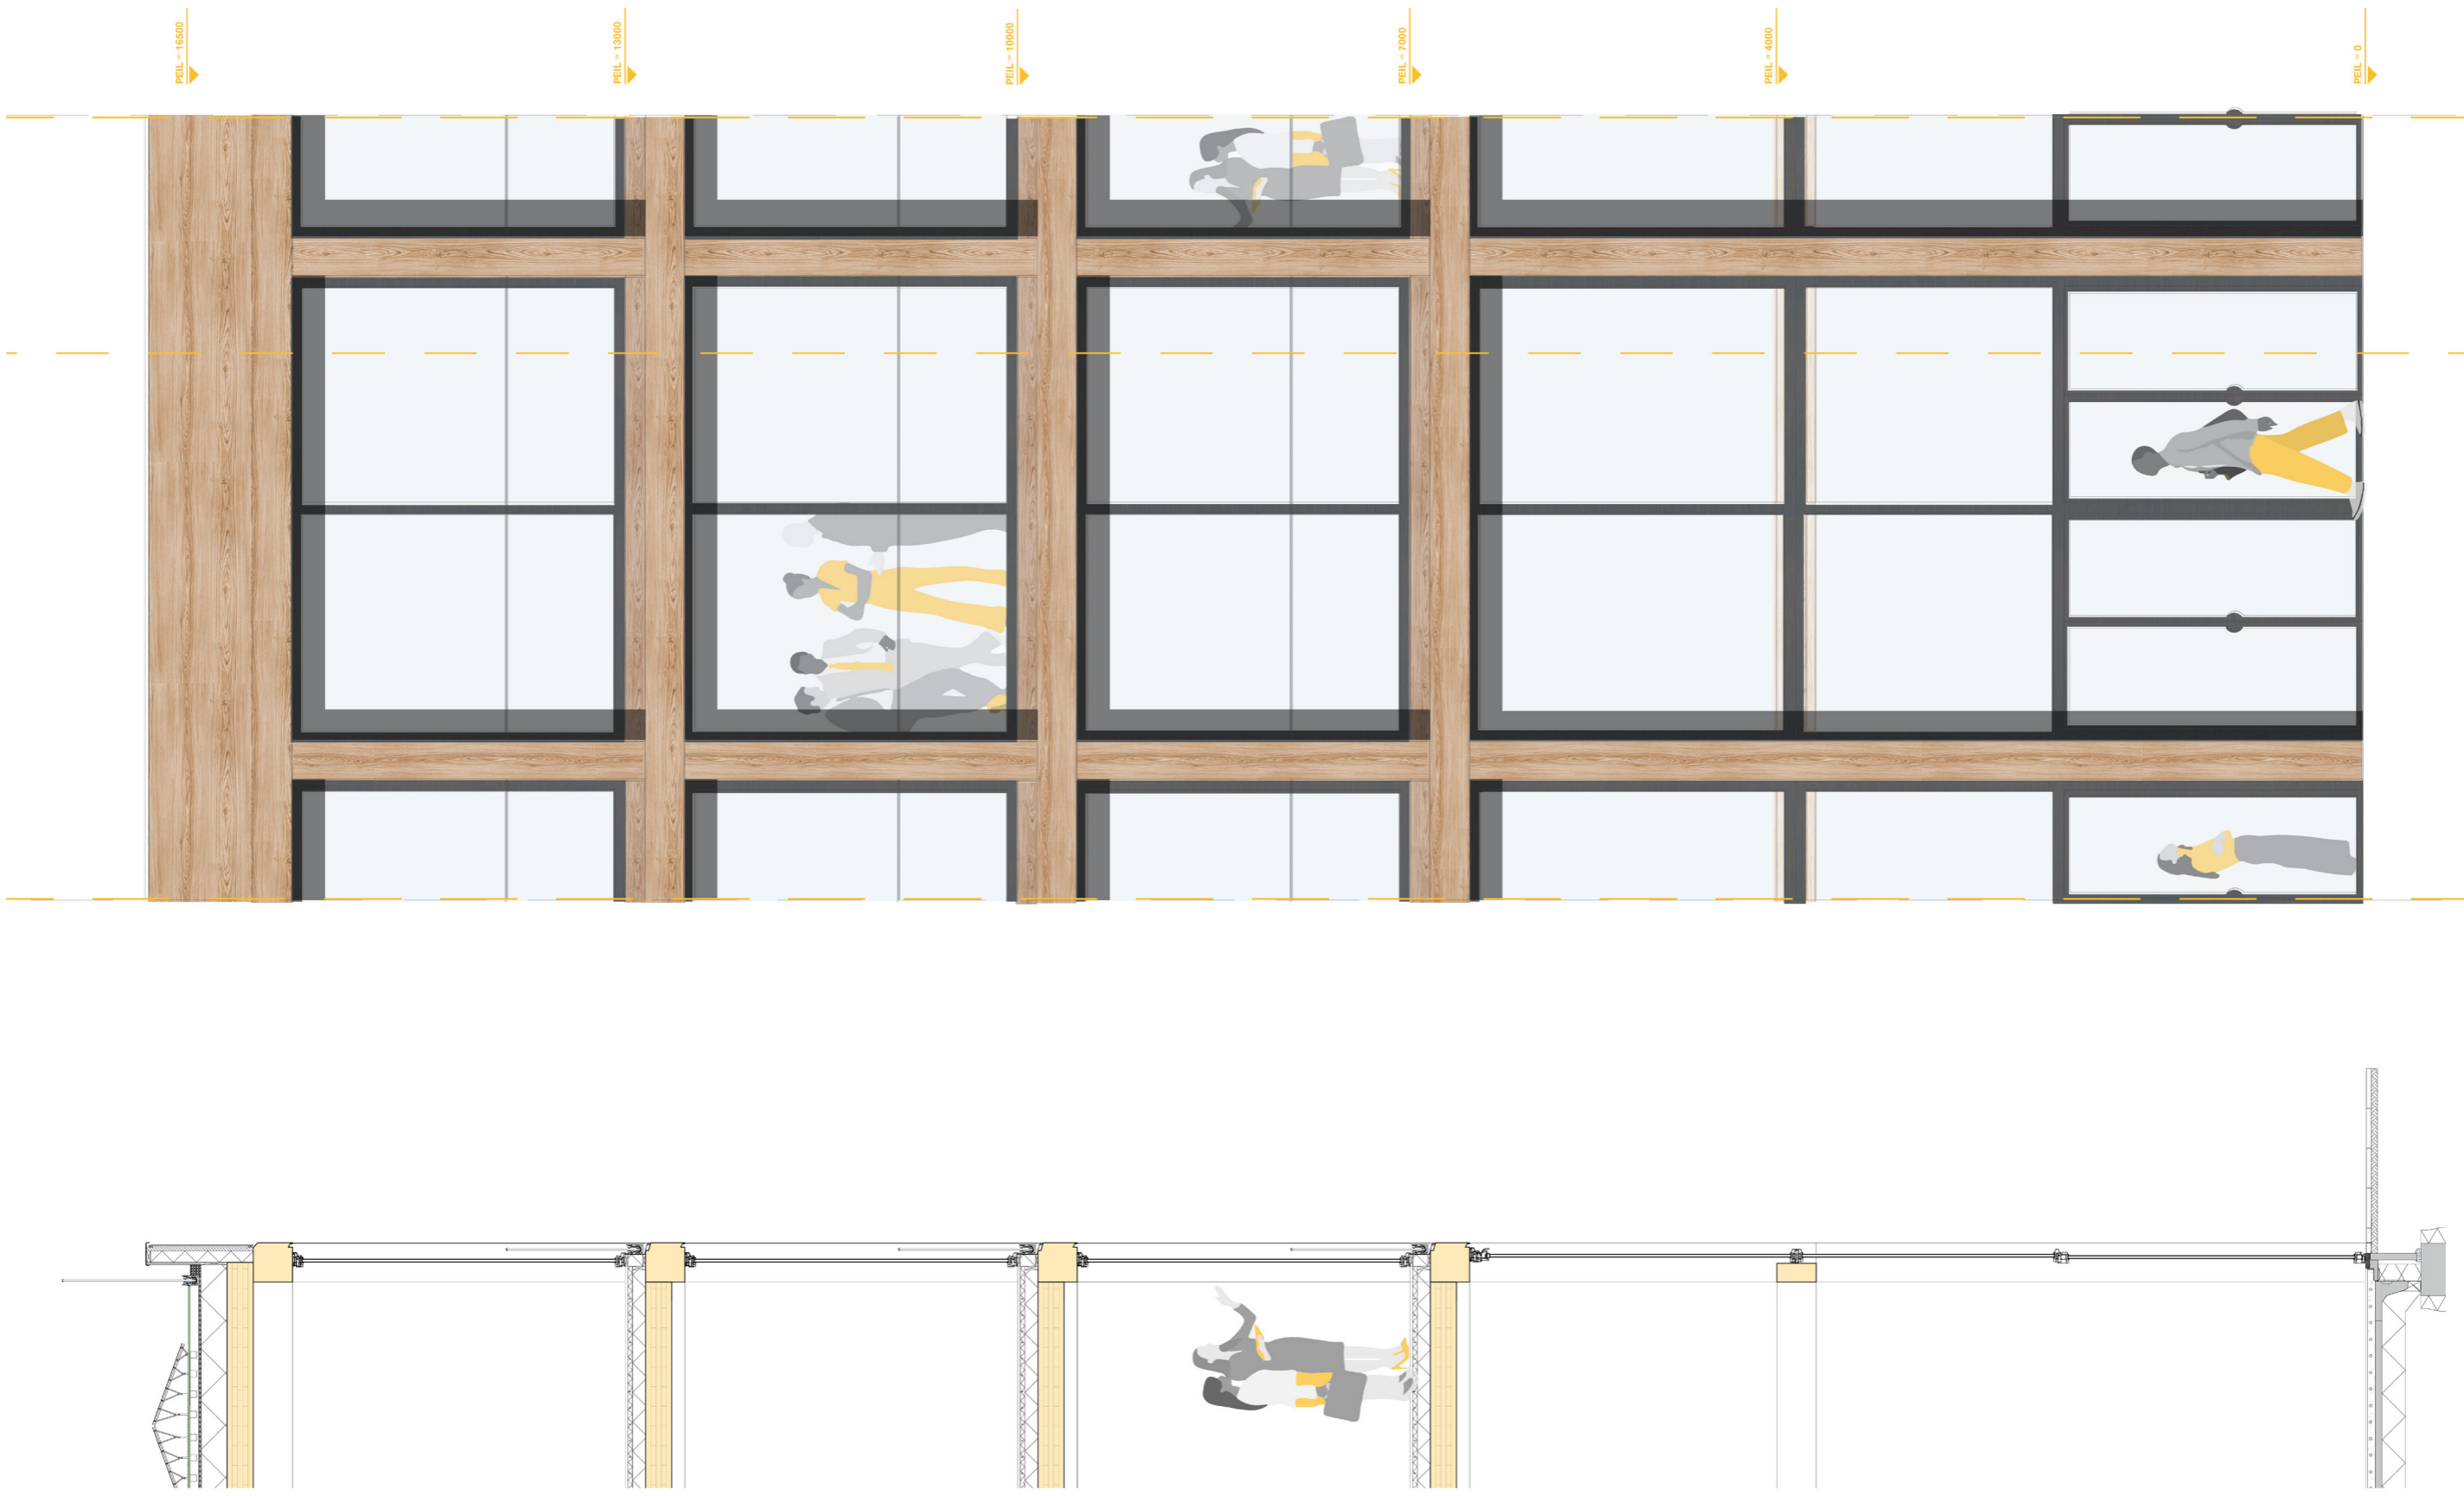 PEIL = 16500
PEIL = 13000
PEIL = 10000
PEIL = 7000
PEIL = 4000
PEIL = 0